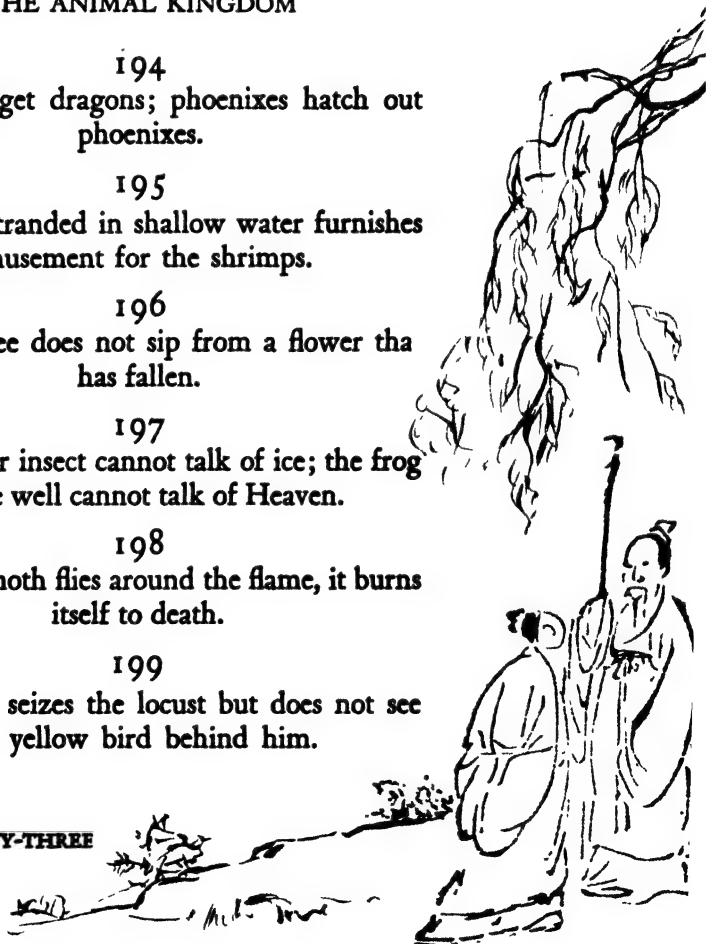 HE ANIMAL KINGDOM
194
get dragons; phoenixes hatch out
phoenixes.
195
tranded in shallow water furnishes
usement for the shrimps.
196
ee does not sip from a flower tha
has fallen.
197
r insect cannot talk of ice; the frog
e well cannot talk of Heaven.
198
noth flies around the flame, it burns
itself to death.
199
seizes the locust but does not see
yellow bird behind him.
Y-THREE